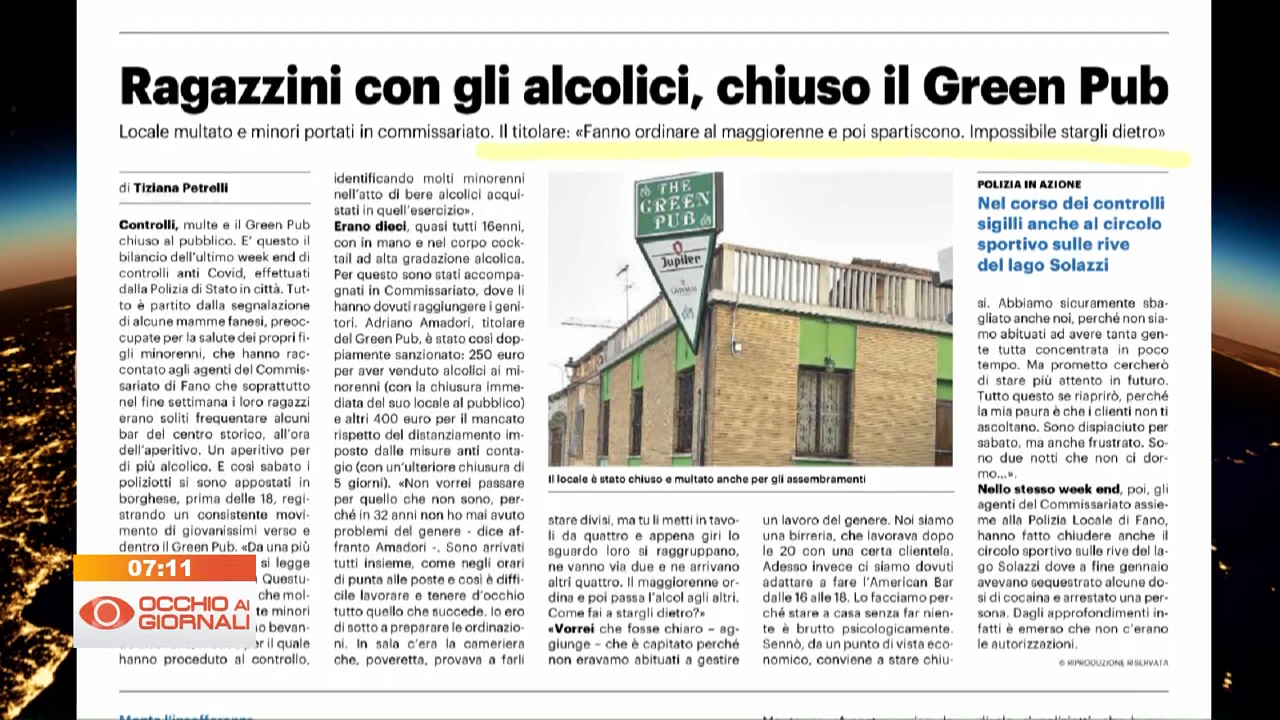 Ragazzini con gli alcolici, chiuso il Green Pub
Locale multato e minori portati in commissariato. Il titolare: «Fanno ordinare al maggiorenne e poi spartiscono. Impossibile stargli dietro»
di Tiziana Petrelli
Controlli, multe e il Green Pub
chiuso al pubblico. E' questo il
bilancio dell'ultimo week end di
controlli anti Covid, effettuati
dalla Polizia di Stato in città. Tut-
to è partito dalla segnalazione
di alcune mamme fanesi, preoc-
cupate per la salute dei propri fi-
gli minorenni, che hanno rac-
contato agli agenti del Commis-
sariato di Fano che soprattutto
nel fine settimana i loro ragazzi
erano soliti frequentare alcuni
bar del centro storico, all'ora
dell'aperitivo. Un aperitivo per
di più alcolico. E così sabato i
poliziotti si sono appostati in
borghese, prima delle 18, regi-
strando un consistente movi-
mento di giovanissimi verso e
dentro il Green Pub. «Da una più
si legge
Questu-
che mol-
te minori
o bevan-
per il quale
hanno proceduto al controllo,
identificando molti minorenni
nell'atto di bere alcolici acqui-
stati in quell'esercizio».
Erano dieci, quasi tutti 16enni,
con in mano e nel corpo cock-
tail ad alta gradazione alcolica.
Per questo sono stati accompa-
gnati in Commissariato, dove li
hanno dovuti raggiungere i geni-
tori. Adriano Amadori, titolare
del Green Pub, è stato così dop-
piamente sanzionato: 250 euro
per aver venduto alcolici ai mi-
norenni (con la chiusura imme-
diata del suo locale al pubblico)
e altri 400 euro per il mancato
rispetto del distanziamento im-
posto dalle misure anti conta-
gio (con un'ulteriore chiusura di
5 giorni). «Non vorrei passare
per quello che non sono, per-
ché in 32 anni non ho mai avuto
problemi del genere - dice af-
franto Amadori -. Sono arrivati
tutti insieme, come negli orari
di punta alle poste e così è diffi-
cile lavorare e tenere d'occhio
tutto quello che succede. Io ero
di sotto a preparare le ordinazio-
ni. In sala c'era la cameriera
che, poveretta, provava a farli
THE
GREEN
PUB
Jupiler
Il locale è stato chiuso e multato anche per gli assembramenti
stare divisi, ma tu li metti in tavo-
li da quattro e appena giri lo
sguardo loro si raggruppano,
ne vanno via due e ne arrivano
altri quattro. Il maggiorenne or-
dina e poi passa l'alcol agli altri.
Come fai a stargli dietro?»
«Vorrei che fosse chiaro – ag-
giunge – che è capitato perché
non eravamo abituati a gestire
un lavoro del genere. Noi siamo
una birreria, che lavorava dopo
le 20 con una certa clientela.
Adesso invece ci siamo dovuti
adattare a fare l'American Bar
dalle 16 alle 18. Lo facciamo per-
ché stare a casa senza far nien-
te è brutto psicologicamente.
Sennò, da un punto di vista eco-
nomico, conviene a stare chiu-
POLIZIA IN AZIONE
Nel corso dei controlli
sigilli anche al circolo
sportivo sulle rive
del lago Solazzi
si. Abbiamo sicuramente sba-
gliato anche noi, perché non sia-
mo abituati ad avere tanta gen-
te tutta concentrata in poco
tempo. Ma prometto cercherò
di stare più attento in futuro.
Tutto questo se riaprirò, perché
la mia paura è che i clienti non ti
ascoltano. Sono dispiaciuto per
sabato, ma anche frustrato. So-
no due notti che non ci dor-
mo...».
Nello stesso week end, poi, gli
agenti del Commissariato assie-
me alla Polizia Locale di Fano,
hanno fatto chiudere anche il
circolo sportivo sulle rive del la-
go Solazzi dove a fine gennaio
avevano sequestrato alcune do-
si di cocaina e arrestato una per-
sona. Dagli approfondimenti in-
fatti è emerso che non c'erano
le autorizzazioni.
© RIPRODUZIONE RISERVATA
07:11
OCCHIO AI
GIORNALI